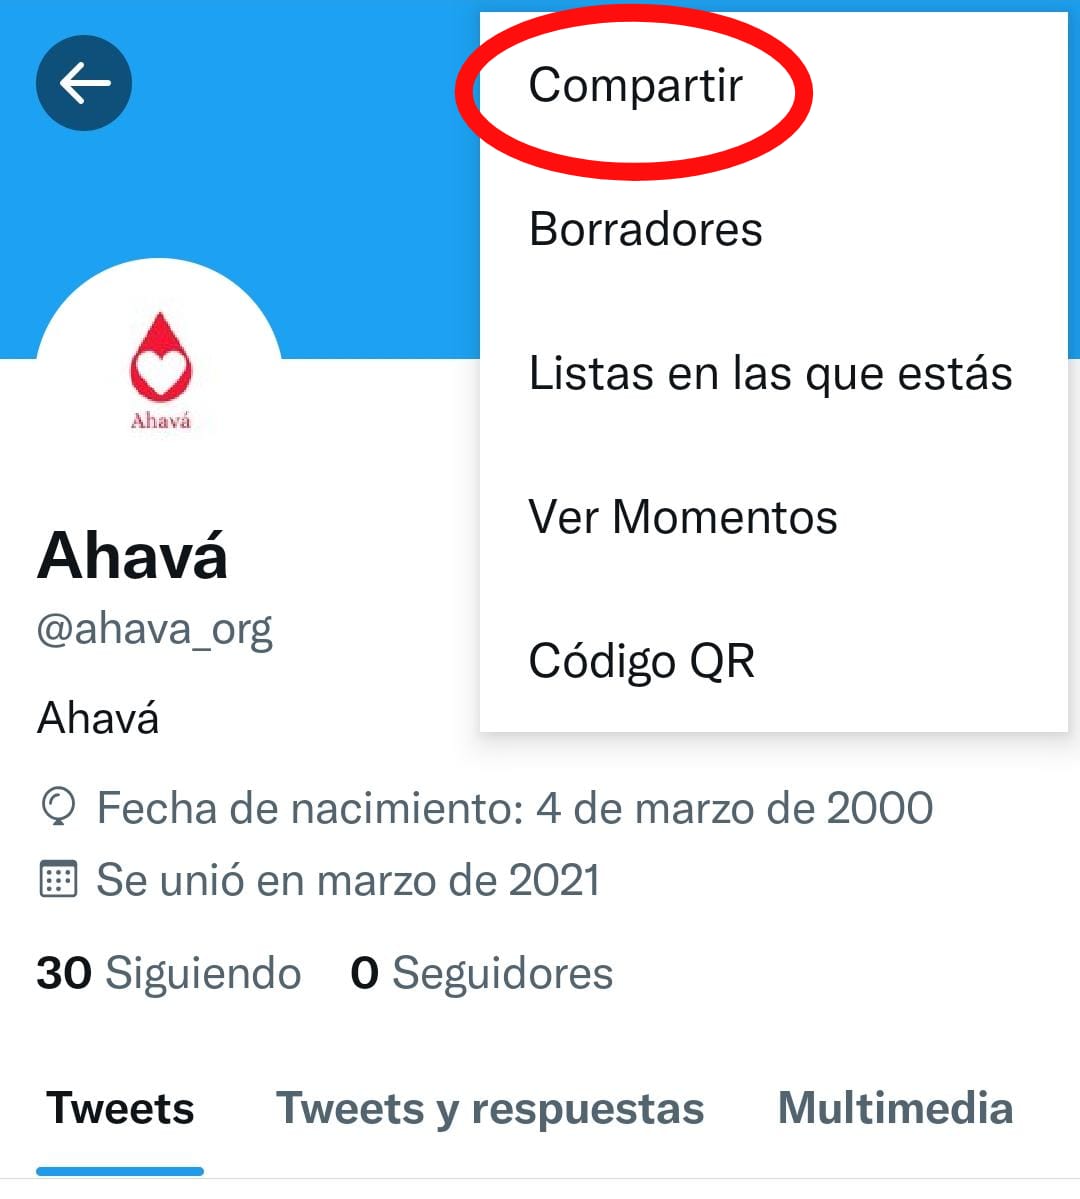 Compartir
Borradores
Listas en las que estás
Ver Momentos
Código QR
Ahavá
Ahavá
@ahava_org
Ahavá
Fecha de nacimiento: 4 de marzo de 2000
Se unió en marzo de 2021
30 Siguiendo 0 Seguidores
Tweets Tweets y respuestas Multimedia